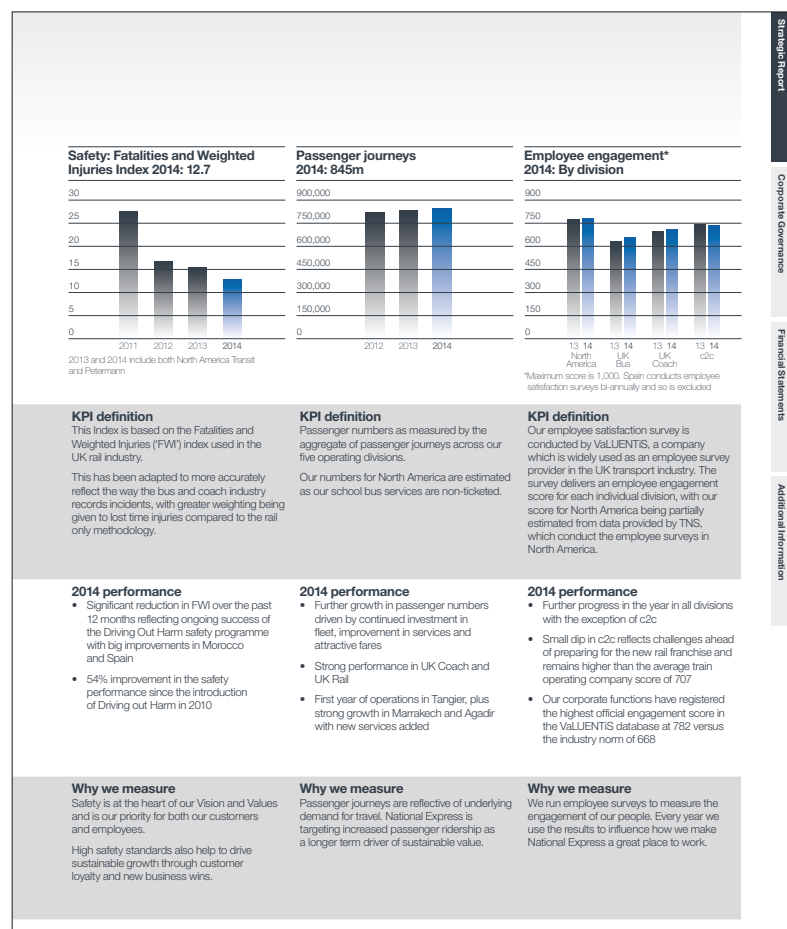 Strategic Report
Corporate Governance
Financial Statements
Additional Information
Safety: Fatalities and Weighted
Injuries Index 2014: 12.7
30
25
20
15
10
5
0
2011 2012 2013 2014
2013 and 2014 include both North America Transit
and Petermann
Passenger journeys
2014: 845m
900,000
750,000
600,000
450,000
300,000
150,000
0
2012 2013 2014
Employee engagement*
2014: By division
900
750
600
450
300
150
0
13 14 13 14 13 14 13 14
North
America
UK
Bus
UK
Coach
c2c
*Maximum score is 1,000. Spain conducts employee
satisfaction surveys bi-annually and so is excluded
KPI definition
This Index is based on the Fatalities and
Weighted Injuries (‘FWI’) index used in the
UK rail industry.
This has been adapted to more accurately
reflect the way the bus and coach industry
records incidents, with greater weighting being
given to lost time injuries compared to the rail
only methodology.
KPI definition
Passenger numbers as measured by the
aggregate of passenger journeys across our
five operating divisions.
Our numbers for North America are estimated
as our school bus services are non-ticketed.
KPI definition
Our employee satisfaction survey is
conducted by VaLUENTiS, a company
which is widely used as an employee survey
provider in the UK transport industry. The
survey delivers an employee engagement
score for each individual division, with our
score for North America being partially
estimated from data provided by TNS,
which conduct the employee surveys in
North America.
2014 performance
• Significant reduction in FWI over the past
12 months reflecting ongoing success of
the Driving Out Harm safety programme
with big improvements in Morocco
and Spain
• 54% improvement in the safety
performance since the introduction
of Driving out Harm in 2010
2014 performance
• Further growth in passenger numbers
driven by continued investment in
fleet, improvement in services and
attractive fares
• Strong performance in UK Coach and
UK Rail
• First year of operations in Tangier, plus
strong growth in Marrakech and Agadir
with new services added
2014 performance
• Further progress in the year in all divisions
with the exception of c2c
• Small dip in c2c reflects challenges ahead
of preparing for the new rail franchise and
remains higher than the average train
operating company score of 707
• Our corporate functions have registered
the highest official engagement score in
the VaLUENTiS database at 782 versus
the industry norm of 668
Why we measure
Safety is at the heart of our Vision and Values
and is our priority for both our customers
and employees.
High safety standards also help to drive
sustainable growth through customer
loyalty and new business wins.
Why we measure
Passenger journeys are reflective of underlying
demand for travel. National Express is
targeting increased passenger ridership as
a longer term driver of sustainable value.
Why we measure
We run employee surveys to measure the
engagement of our people. Every year we
use the results to influence how we make
National Express a great place to work.